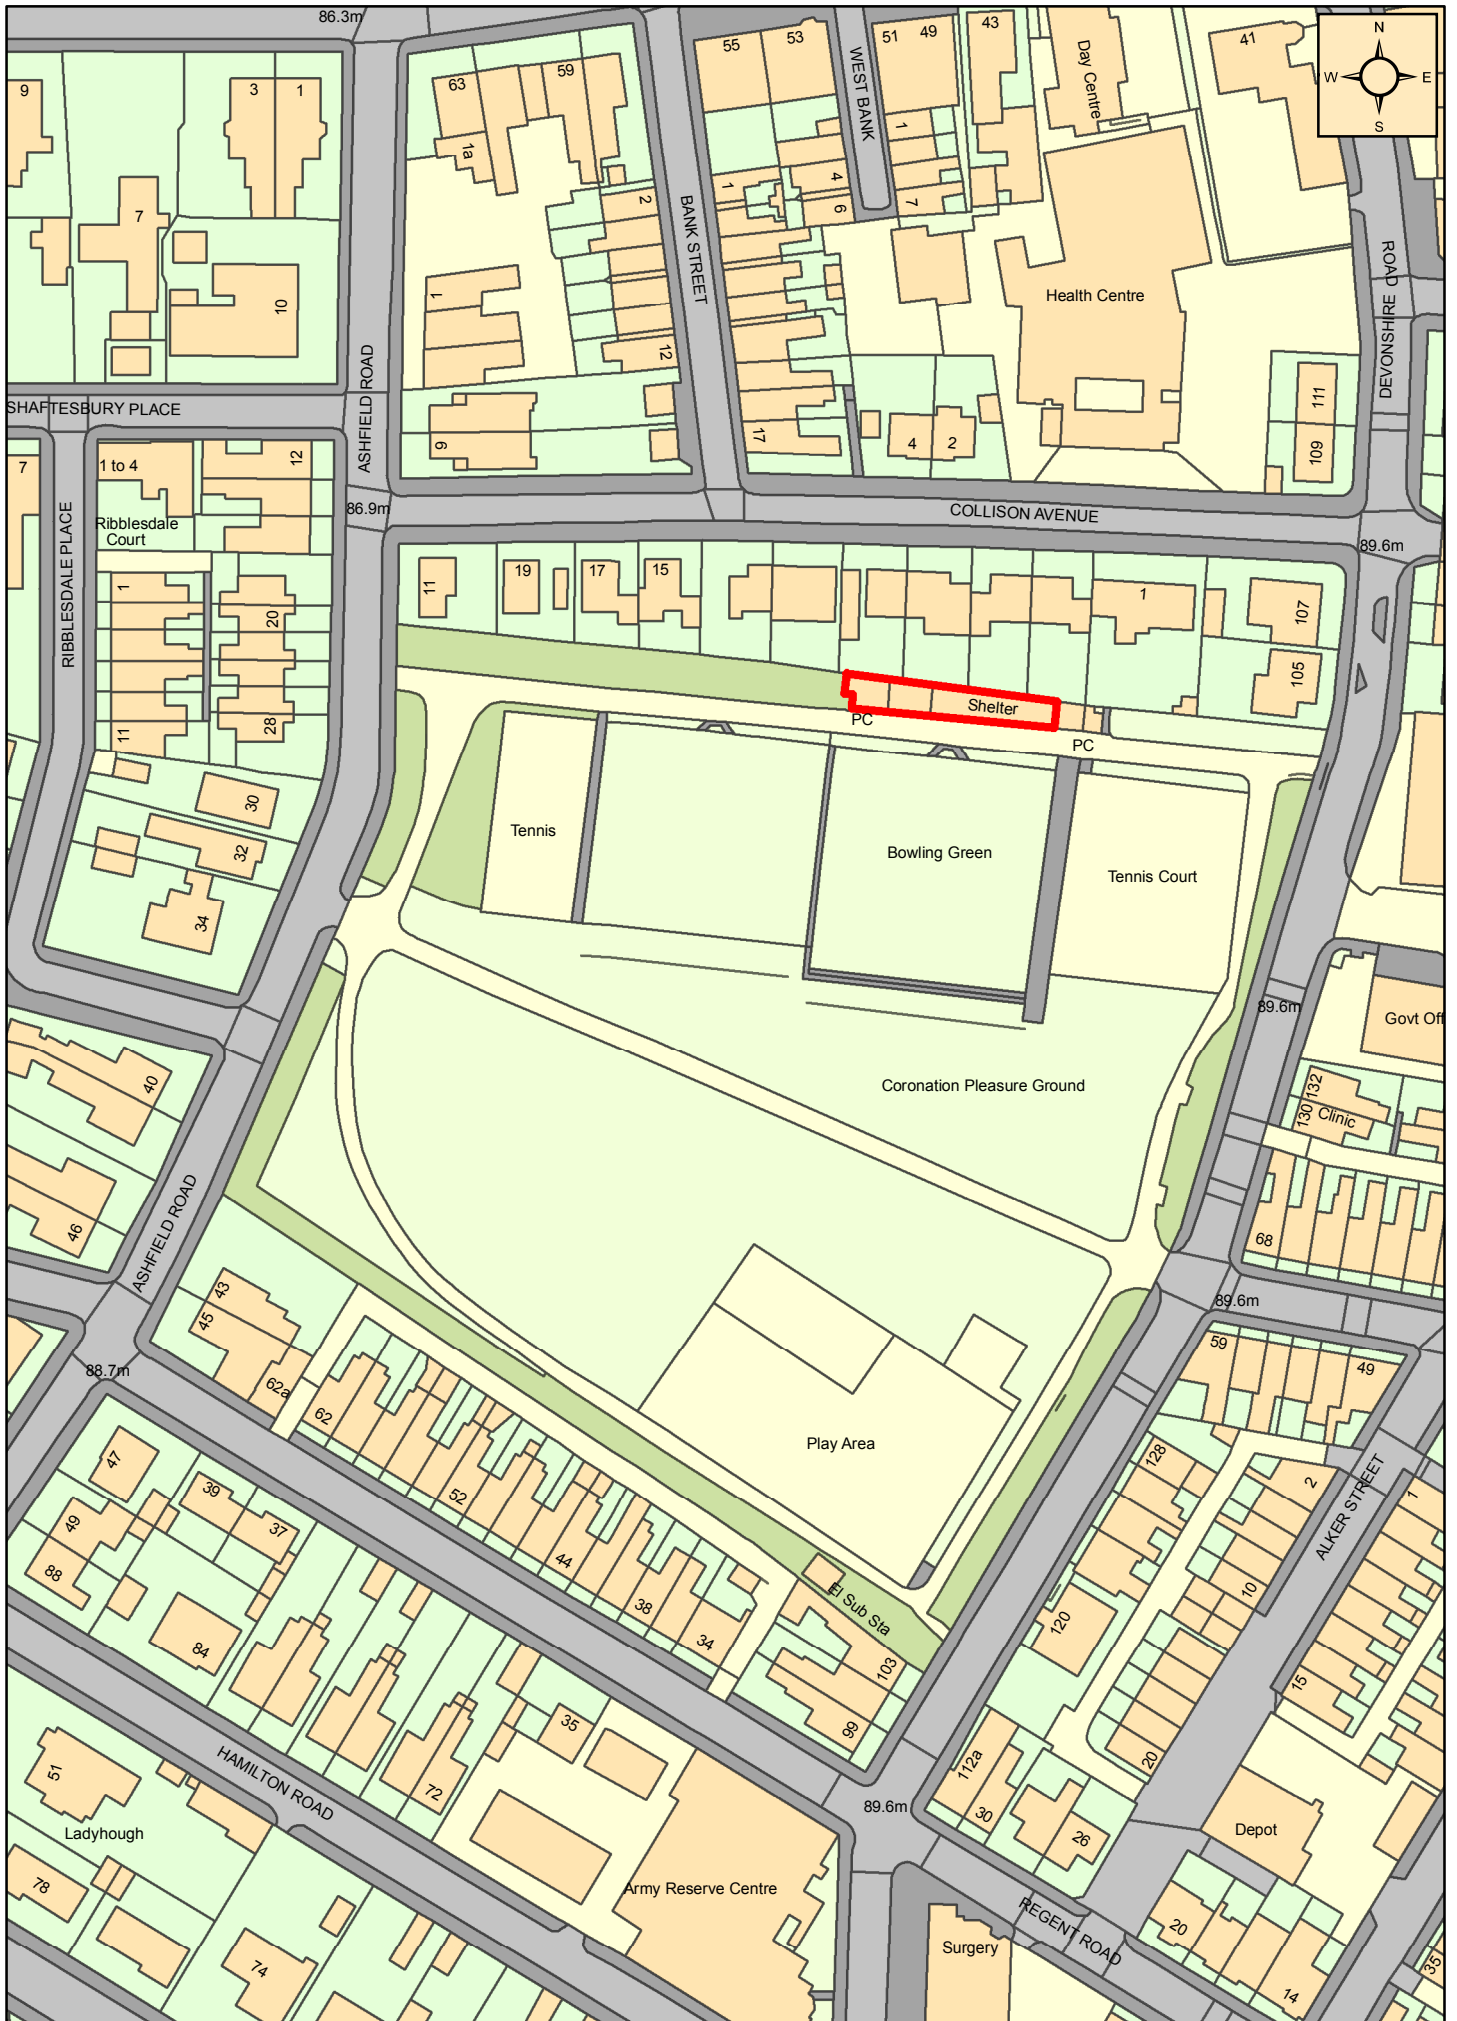 86.3m
N
W E
S
9
3 1
63
59
55 53
WEST BANK
51 49
43
Day Centre
41
1a
1
7
2
BANK STREET
1
4
6
7
10
1
ASHFIELD ROAD
12
Health Centre
DEVONSHIRE ROAD
SHAFTESBURY PLACE
9
17
4 2
111
109
7
1 to 4
12
Ribblesdale
Court
86.9m
COLLISON AVENUE
89.6m
RIBBLESDALE PLACE
1
20
11
19
17
15
1
107
105
11
28
Shelter
PC
PC
30
32
34
Tennis
Bowling Green
Tennis Court
89.6m
Govt Off
40
Coronation Pleasure Ground
132
130
Clinic
46
ASHFIELD ROAD
68
43
45
89.6m
88.7m
62a
62
59
49
47
39
37
52
Play Area
128
2
ALKER STREET
1
49
88
44
38
34
El Sub Sta
10
120
84
103
99
15
35
72
HAMILTON ROAD
51
112a
30
26
20
89.6m
Ladyhough
Depot
78
Army Reserve Centre
REGENT ROAD
20
74
Surgery
14
35